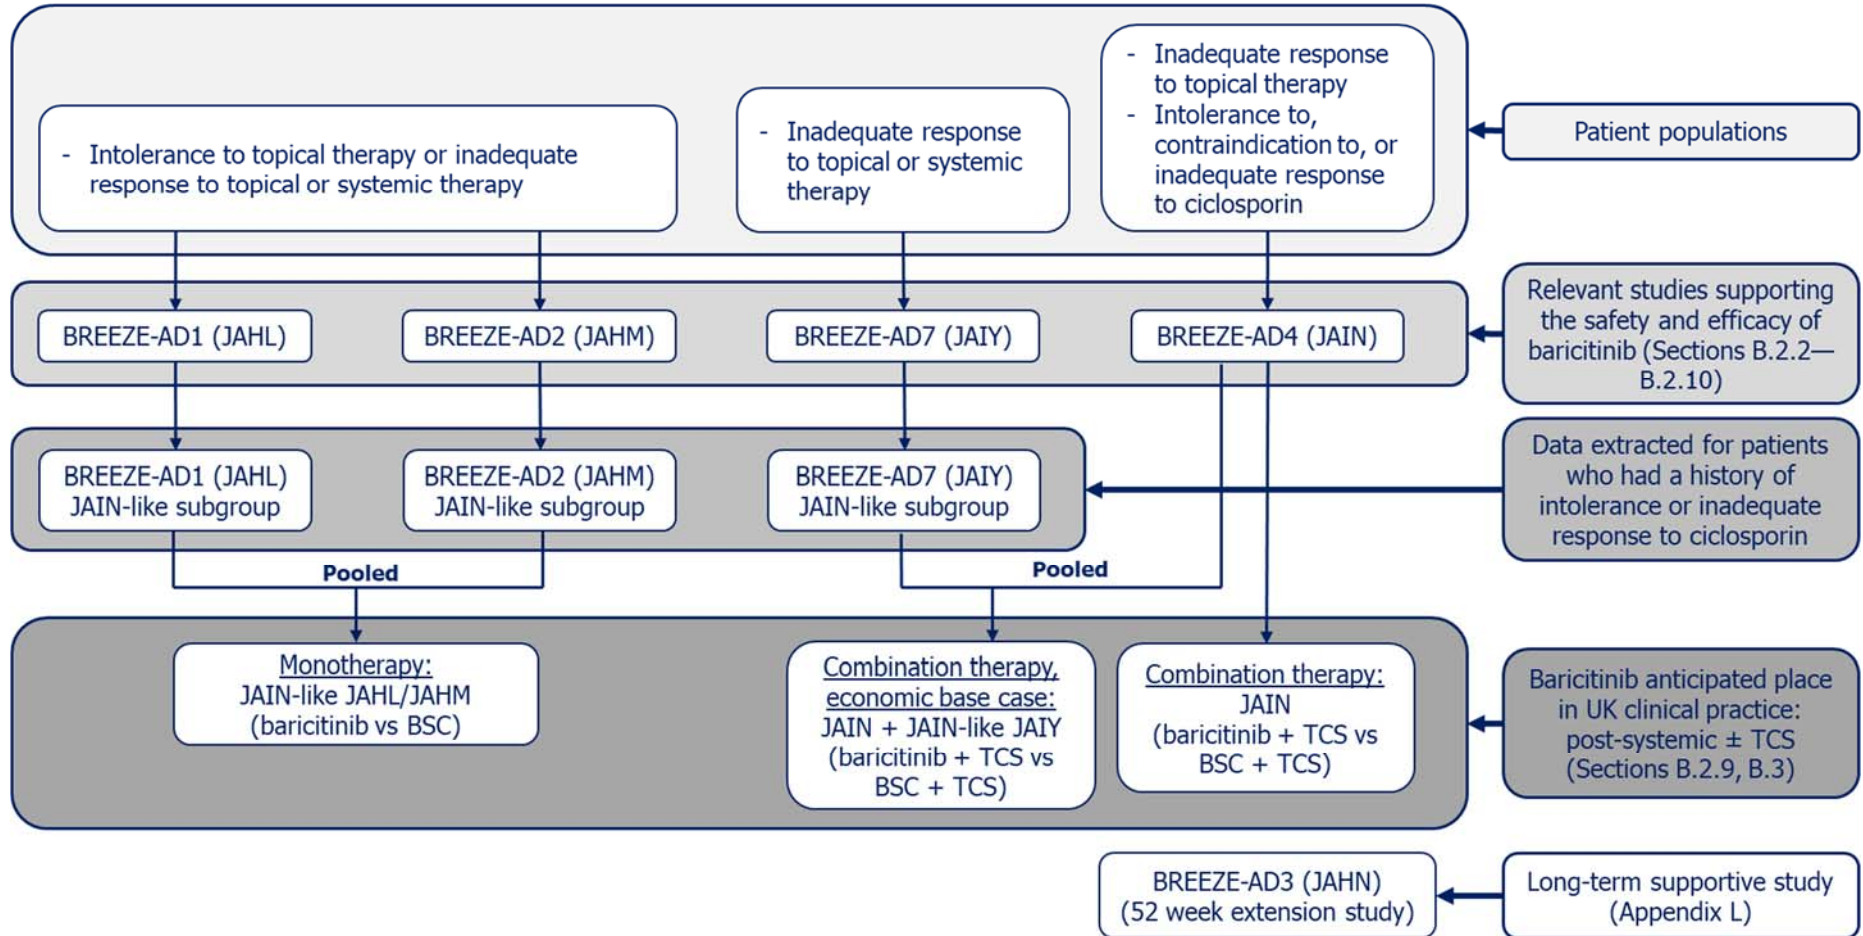 - Intolerance to topical therapy or inadequate
response to topical or systemic therapy
- Inadequate response
to topical or systemic
therapy
- Inadequate response
to topical therapy
- Intolerance to,
contraindication to, or
inadequate response
to ciclosporin
Patient populations
BREEZE-AD1 (JAHL)
BREEZE-AD2 (JAHM)
BREEZE-AD7 (JAIY)
BREEZE-AD4 (JAIN)
Relevant studies supporting
the safety and efficacy of
baricitinib (Sections B.2.2—
B.2.10)
BREEZE-AD1 (JAHL)
JAIN-like subgroup
BREEZE-AD2 (JAHM)
JAIN-like subgroup
BREEZE-AD7 (JAIY)
JAIN-like subgroup
Data extracted for patients
who had a history of
intolerance or inadequate
response to ciclosporin
Pooled
Pooled
Monotherapy:
JAIN-like JAHL/JAHM
(baricitinib vs BSC)
Combination therapy,
economic base case:
JAIN + JAIN-like JAIY
(baricitinib + TCS vs
BSC + TCS)
Combination therapy:
JAIN
(baricitinib + TCS vs
BSC + TCS)
Baricitinib anticipated place
in UK clinical practice:
post-systemic ± TCS
(Sections B.2.9, B.3)
BREEZE-AD3 (JAHN)
(52 week extension study)
Long-term supportive study
(Appendix L)